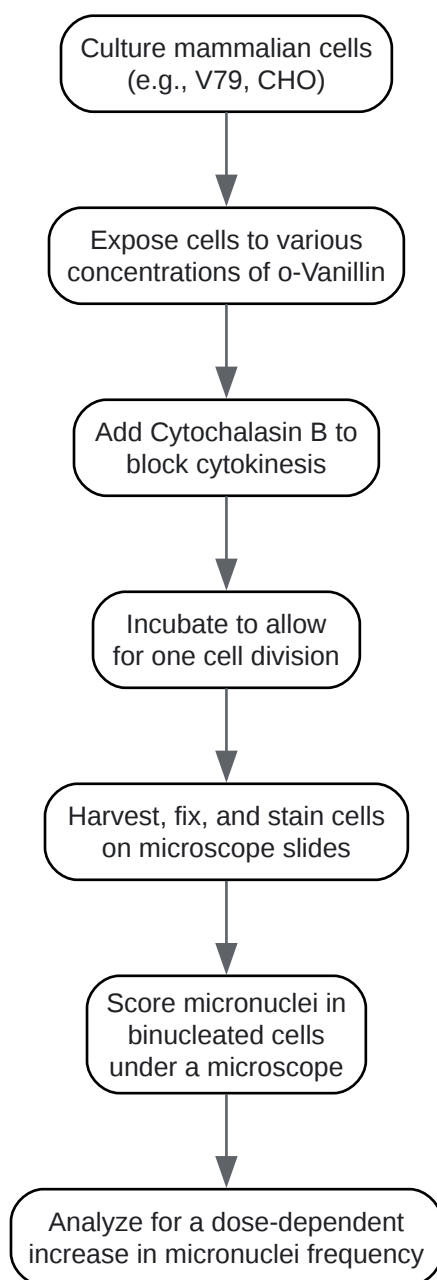 Culture mammalian cells
(e.g., V79, CHO)
Expose cells to various
concentrations of o-Vanillin
Add Cytochalasin B to
block cytokinesis
Incubate to allow
for one cell division
Harvest, fix, and stain cells
on microscope slides
Score micronuclei in
binucleated cells
under a microscope
Analyze for a dose-dependent
increase in micronuclei frequency